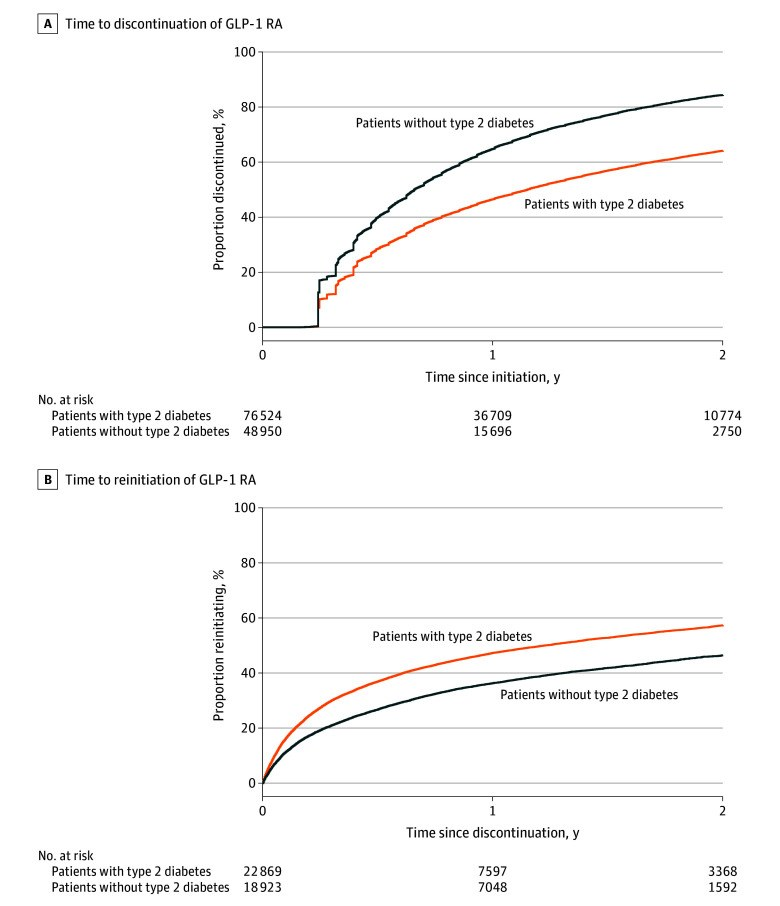 A Time to discontinuation of GLP-1 RA
100
80
60
40
20
0
Proportion discontinued, %
Patients without type 2 diabetes
Patients with type 2 diabetes
0 1 2
Time since initiation, y
No. at risk
Patients with type 2 diabetes 76524 36709 10774
Patients without type 2 diabetes 48950 15696 2750
B Time to reinitiation of GLP-1 RA
100
80
60
40
20
0
Proportion reinitiating, %
Patients with type 2 diabetes
Patients without type 2 diabetes
0 1 2
Time since discontinuation, y
No. at risk
Patients with type 2 diabetes 22869 7597 3368
Patients without type 2 diabetes 18923 7048 1592